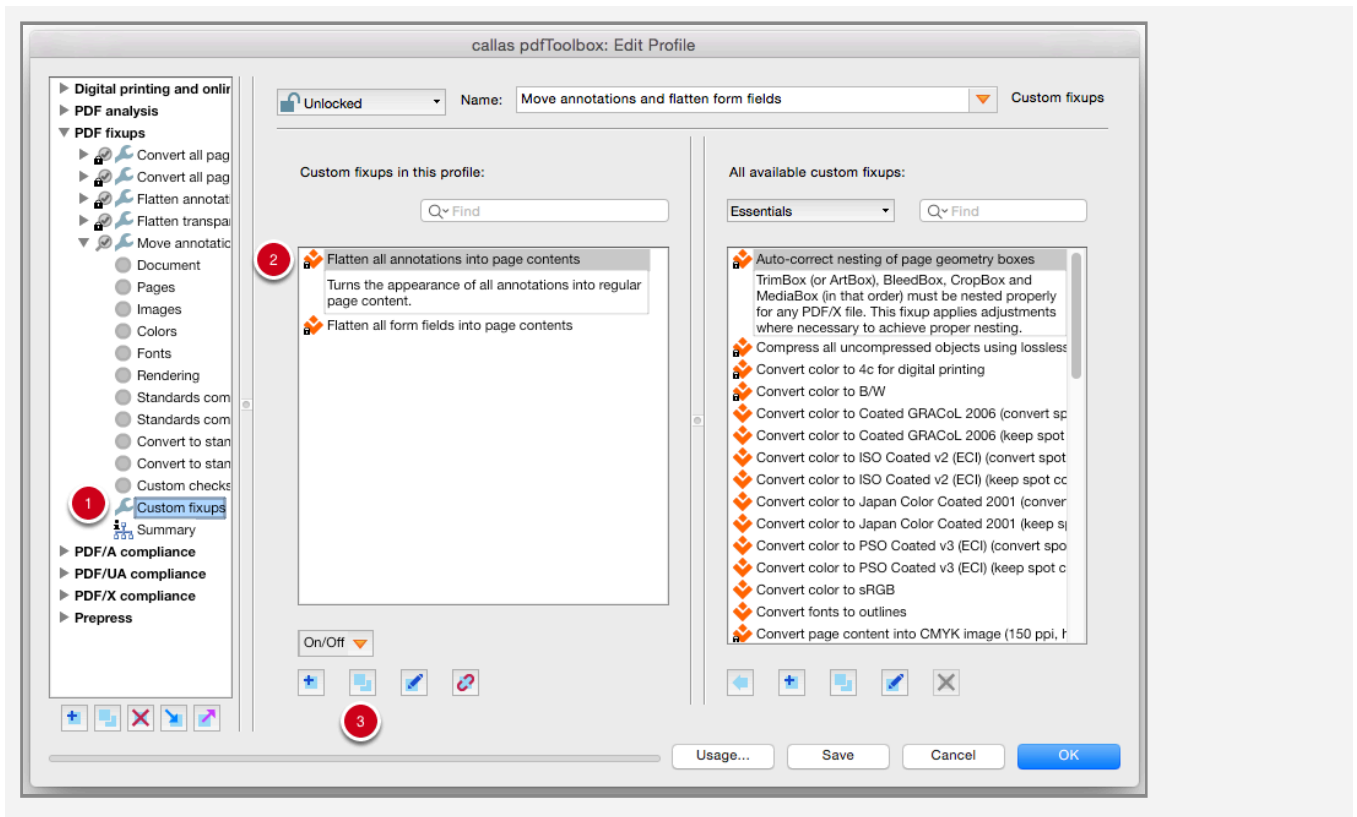 callas pdfToolbox: Edit Profile
Digital printing and onlir
PDF analysis
PDF fixups
Convert all pag
Convert all pag
Flatten annotati
Flatten transpar
Move annotatic
Document
Pages
Images
Colors
Fonts
Rendering
Standards com
Standards com
Convert to stan
Convert to stan
Custom checks
1
Custom fixups
Summary
PDF/A compliance
PDF/UA compliance
PDF/X compliance
Prepress
Unlocked
Name:
Move annotations and flatten form fields
Custom fixups
Custom fixups in this profile:
Find
2
Flatten all annotations into page contents
Turns the appearance of all annotations into regular
page content.
Flatten all form fields into page contents
On/Off
3
All available custom fixups:
Essentials
Find
Auto-correct nesting of page geometry boxes
TrimBox (or ArtBox), BleedBox, CropBox and
MediaBox (in that order) must be nested properly
for any PDF/X file. This fixup applies adjustments
where necessary to achieve proper nesting.
Compress all uncompressed objects using lossless
Convert color to 4c for digital printing
Convert color to B/W
Convert color to Coated GRACoL 2006 (convert sp
Convert color to Coated GRACoL 2006 (keep spot
Convert color to ISO Coated v2 (ECI) (convert spot
Convert color to ISO Coated v2 (ECI) (keep spot co
Convert color to Japan Color Coated 2001 (conver
Convert color to Japan Color Coated 2001 (keep sp
Convert color to PSO Coated v3 (ECI) (convert spo
Convert color to PSO Coated v3 (ECI) (keep spot c
Convert color to sRGB
Convert fonts to outlines
Convert page content into CMYK image (150 ppi, h
Usage...
Save
Cancel
OK